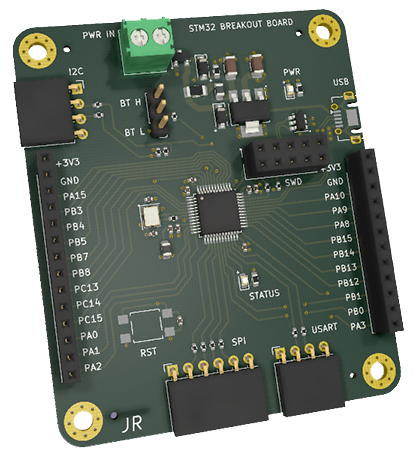 PWR IN
STM32 BREAKOUT BOARD
I2C
PWR
USB
BT H
BT L
+3V3
GND
PA15
PB3
PB4
PB5
PB7
PB8
PC13
PC14
PC15
PA0
PA1
PA2
SWD
+3V3
GND
PA10
PA9
PA8
PB15
PB14
PB13
PB12
PB1
PB0
PA3
STATUS
RST
SPI
USART
JR